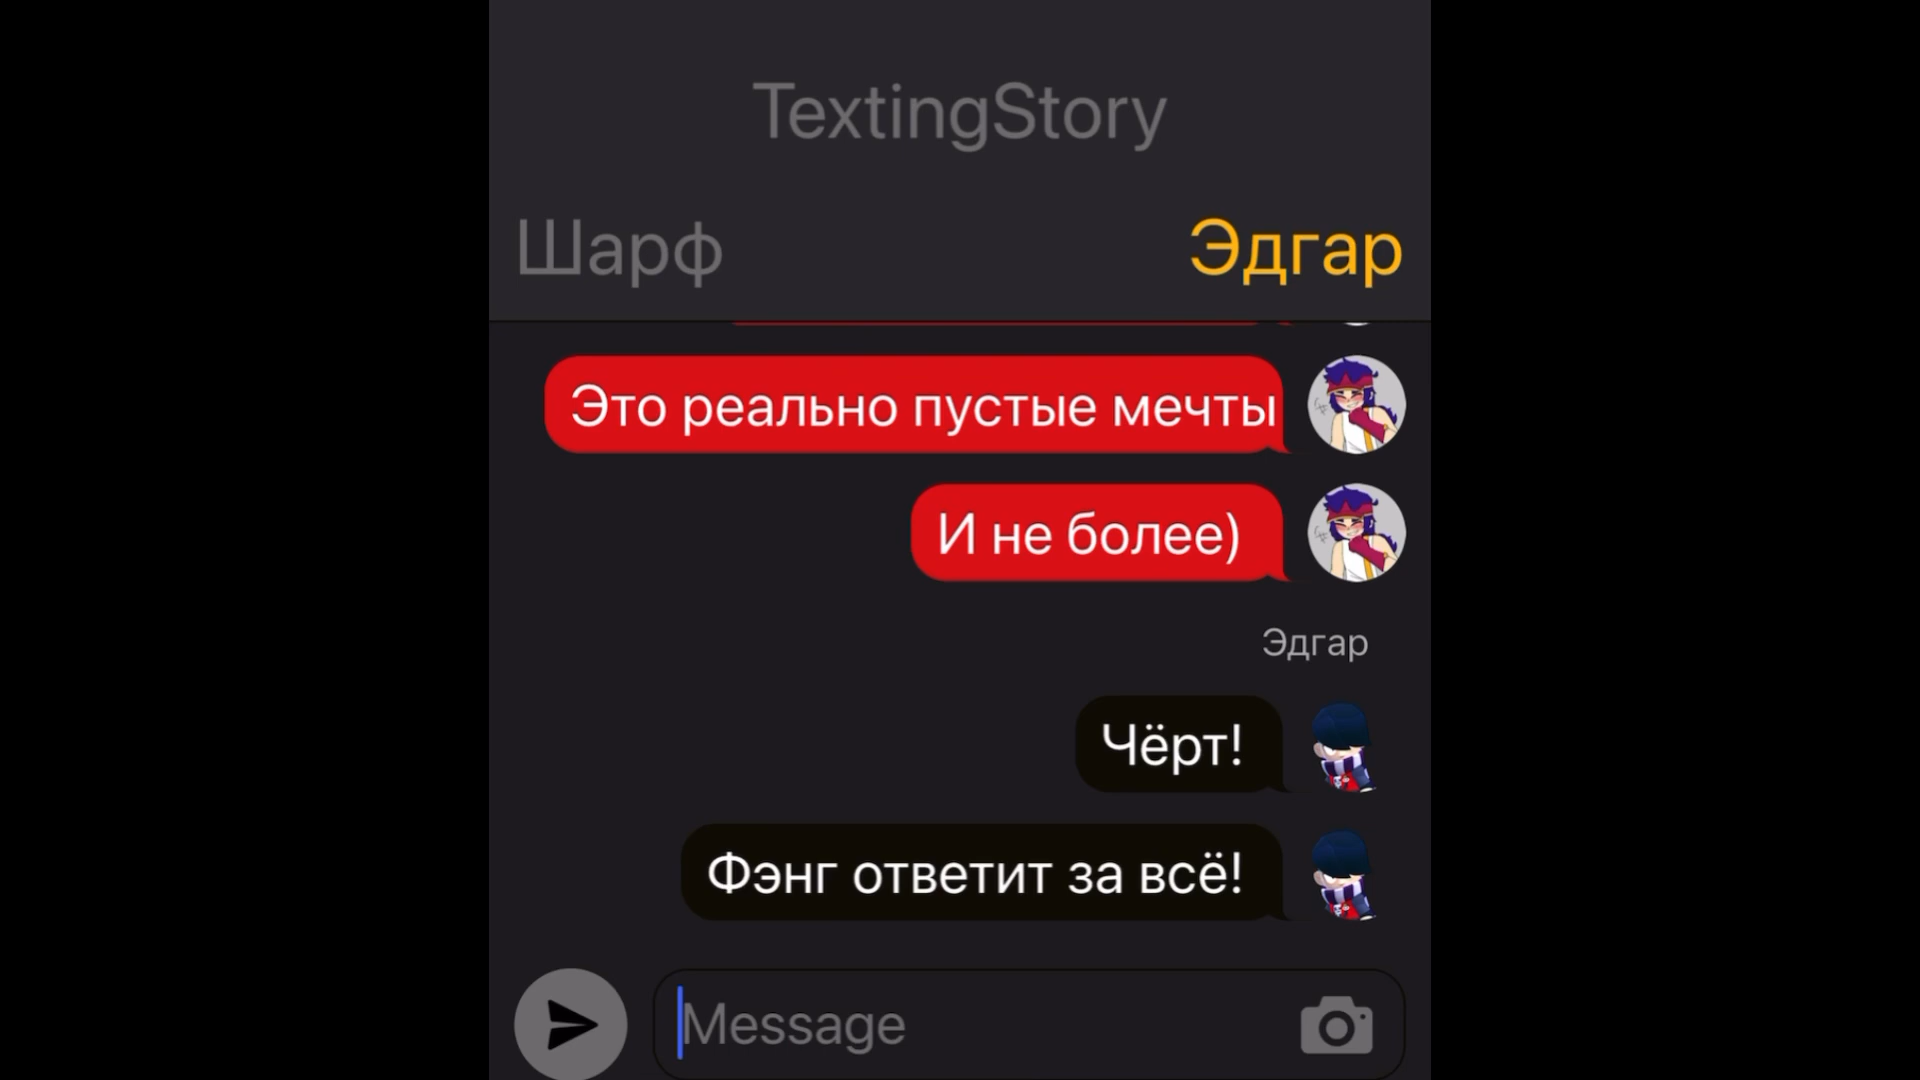 TextingStory
Шарф Эдгар
Это реально пустые мечты
И не более)
Эдгар
Чёрт!
Фэнг ответит за всё!
Message